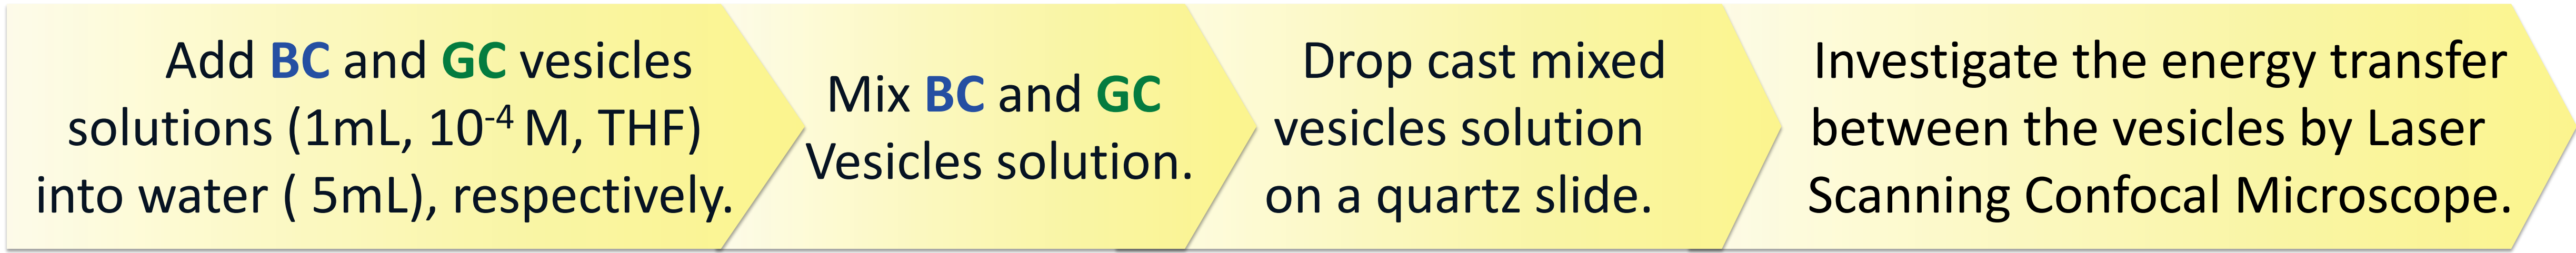 Add BC and GC vesicles
solutions (1mL, 10⁻⁴ M, THF)
into water ( 5mL), respectively.
Mix BC and GC
Vesicles solution.
Drop cast mixed
vesicles solution
on a quartz slide.
Investigate the energy transfer
between the vesicles by Laser
Scanning Confocal Microscope.